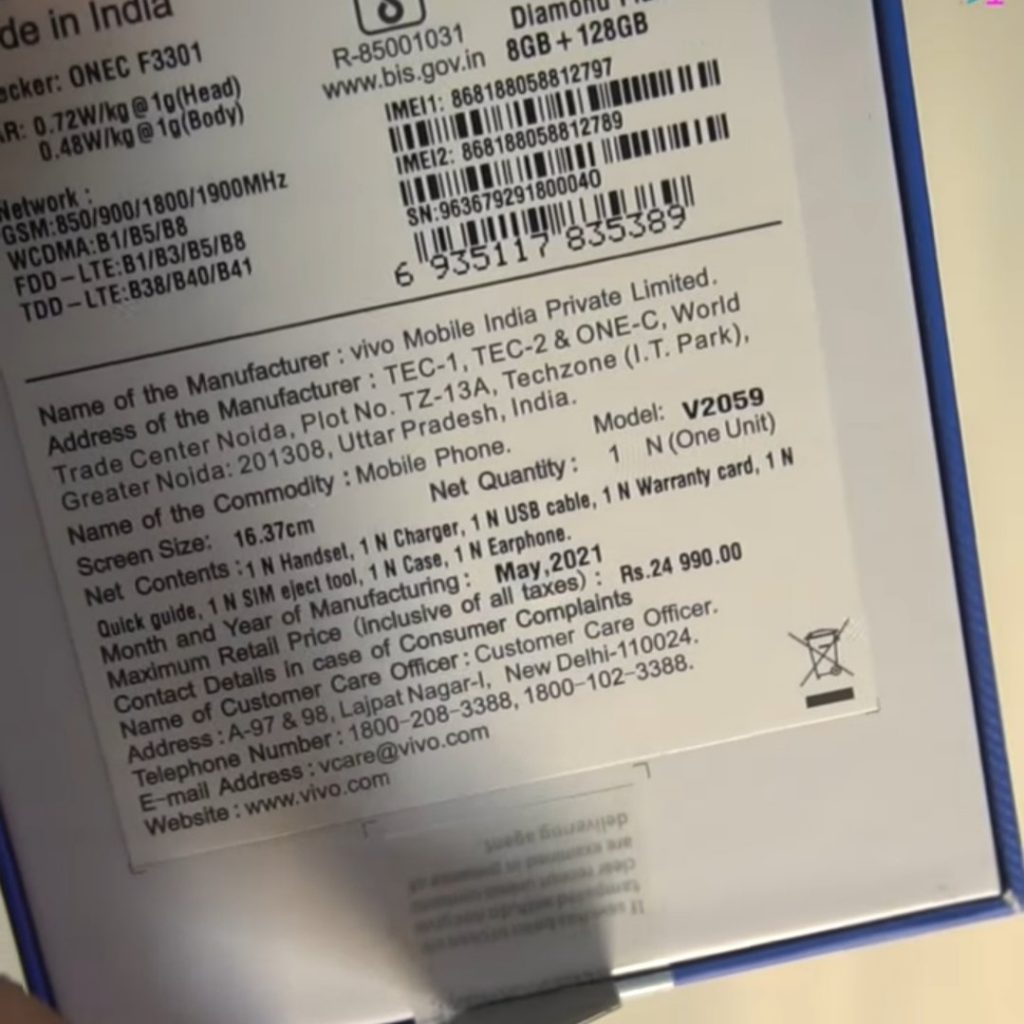 de in India
ONEC F3301
0.72W/kg@1g(Head)
0.48W/kg@1g(Body)
Network :
GSM:850/900/1800/1900MHz
WCDMA:B1/B5/B8
FDD-LTE:B1/B3/B5/B8
TDD-LTE:B38/B40/B41
R-85001031
www.bis.gov.in
Diamond
8GB+128GB
IMEI1: 868188058812797
IMEI2: 868188058812789
SN:963679291800040
6 935117 835389
Name of the Manufacturer : vivo Mobile India Private Limited.
Address of the Manufacturer : TEC-1, TEC-2 & ONE-C, World
Trade Center Noida, Plot No. TZ-13A, Techzone (I.T. Park),
Greater Noida: 201308, Uttar Pradesh, India.
Name of the Commodity : Mobile Phone. Model: V2059
Screen Size: 16.37cm Net Quantity : 1 N (One Unit)
Net Contents :1 N Handset, 1 N Charger, 1 N USB cable, 1 N Warranty card, 1 N
Quick guide, 1 N SIM eject tool, 1 N Case, 1 N Earphone.
Month and Year of Manufacturing : May,2021
Maximum Retail Price (inclusive of all taxes) : Rs.24 990.00
Contact Details in case of Consumer Complaints
Name of Customer Care Officer : Customer Care Officer.
Address : A-97 & 98, Lajpat Nagar-I, New Delhi-110024.
Telephone Number : 1800-208-3388, 1800-102-3388.
E-mail Address : vcare@vivo.com
Website : www.vivo.com
delivering agent